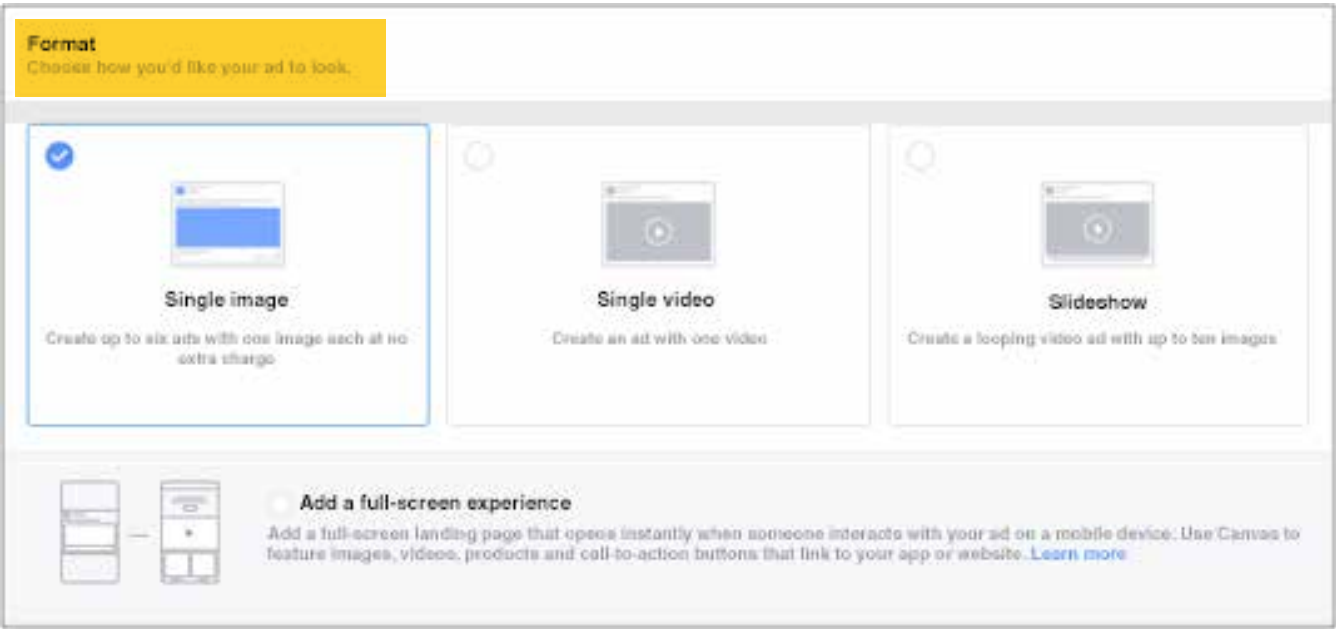 Format
Choose how you'd like your ad to look.
Single image
Create up to six ads with one image each at no
extra charge
Single video
Create an ad with one video
Slideshow
Create a looping video ad with up to ten images
Add a full-screen experience
Add a full-screen landing page that opens instantly when someone interacts with your ad on a mobile device. Use Canvas to
feature images, videos, products and call-to-action buttons that link to your app or website. Learn more